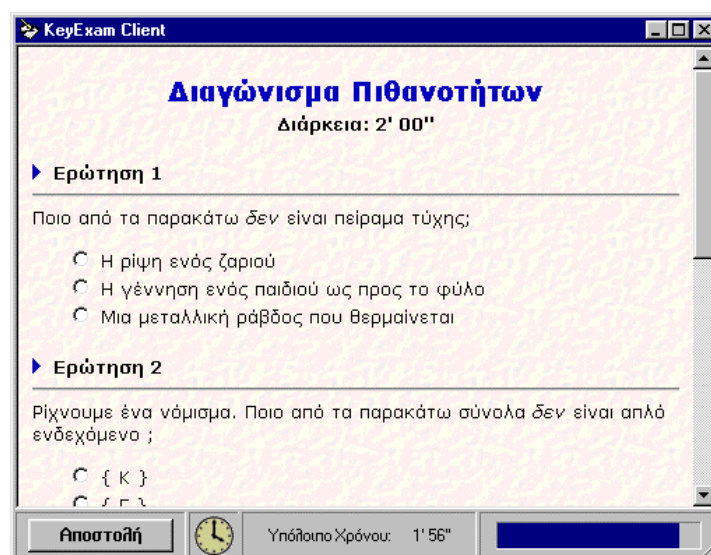 KeyExam Client
Διαγώνισμα Πιθανοτήτων
Διάρκεια: 2' 00"
Ερώτηση 1
Ποιο από τα παρακάτω δεν είναι πείραμα τύχης;
Η ρίψη ενός ζαριού
Η γέννηση ενός παιδιού ως προς το φύλο
Μια μεταλλική ράβδος που θερμαίνεται
Ερώτηση 2
Ρίχνουμε ένα νόμισμα. Ποιο από τα παρακάτω σύνολα δεν είναι απλό
ενδεχόμενο ;
{ Κ }
Αποστολή
Υπόλοιπο Χρόνου: 1' 56"